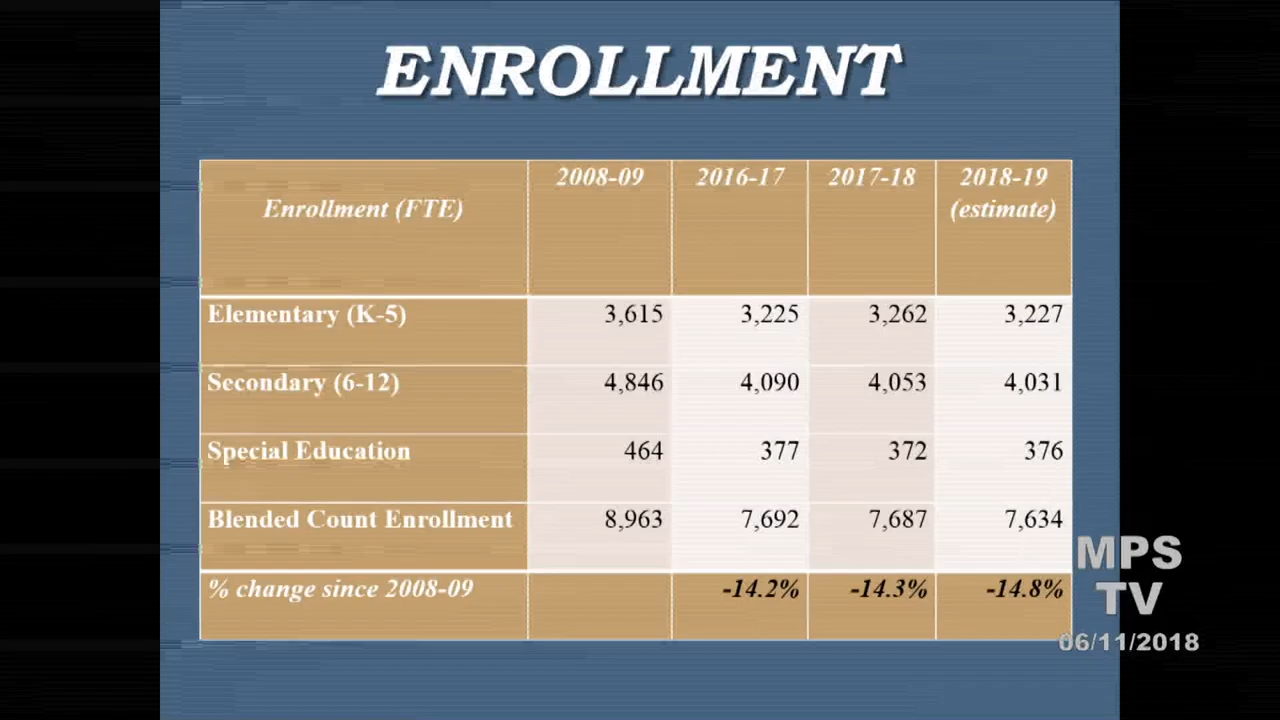 ENROLLMENT
Enrollment (FTE) 2008-09 2016-17 2017-18 2018-19 (estimate)
Elementary (K-5) 3,615 3,225 3,262 3,227
Secondary (6-12) 4,846 4,090 4,053 4,031
Special Education 464 377 372 376
Blended Count Enrollment 8,963 7,692 7,687 7,634
% change since 2008-09 -14.2% -14.3% -14.8%
MPS
TV
06/11/2018